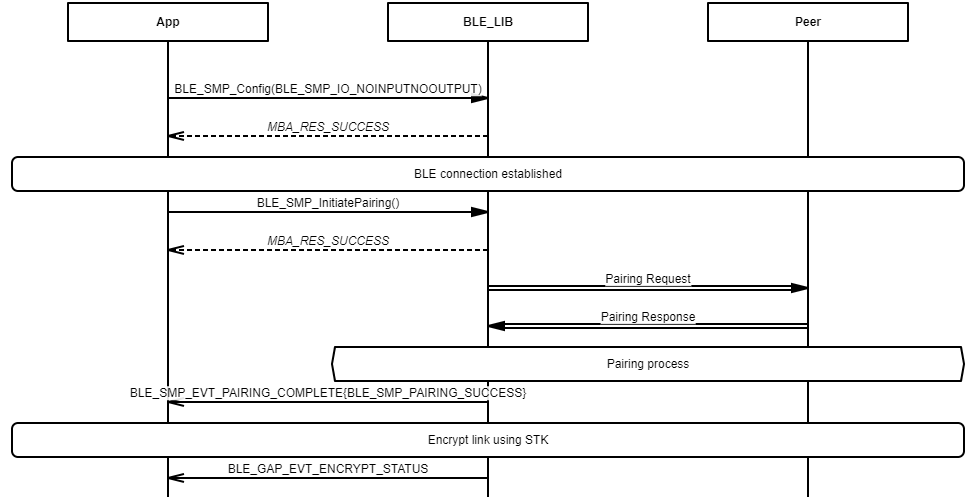 App
BLE_LIB
Peer
BLE_SMP_Config(BLE_SMP_IO_NOINPUTNOOUTPUT)
MBA_RES_SUCCESS
BLE connection established
BLE_SMP_InitiatePairing()
MBA_RES_SUCCESS
Pairing Request
Pairing Response
Pairing process
BLE_SMP_EVT_PAIRING_COMPLETE{BLE_SMP_PAIRING_SUCCESS}
Encrypt link using STK
BLE_GAP_EVT_ENCRYPT_STATUS